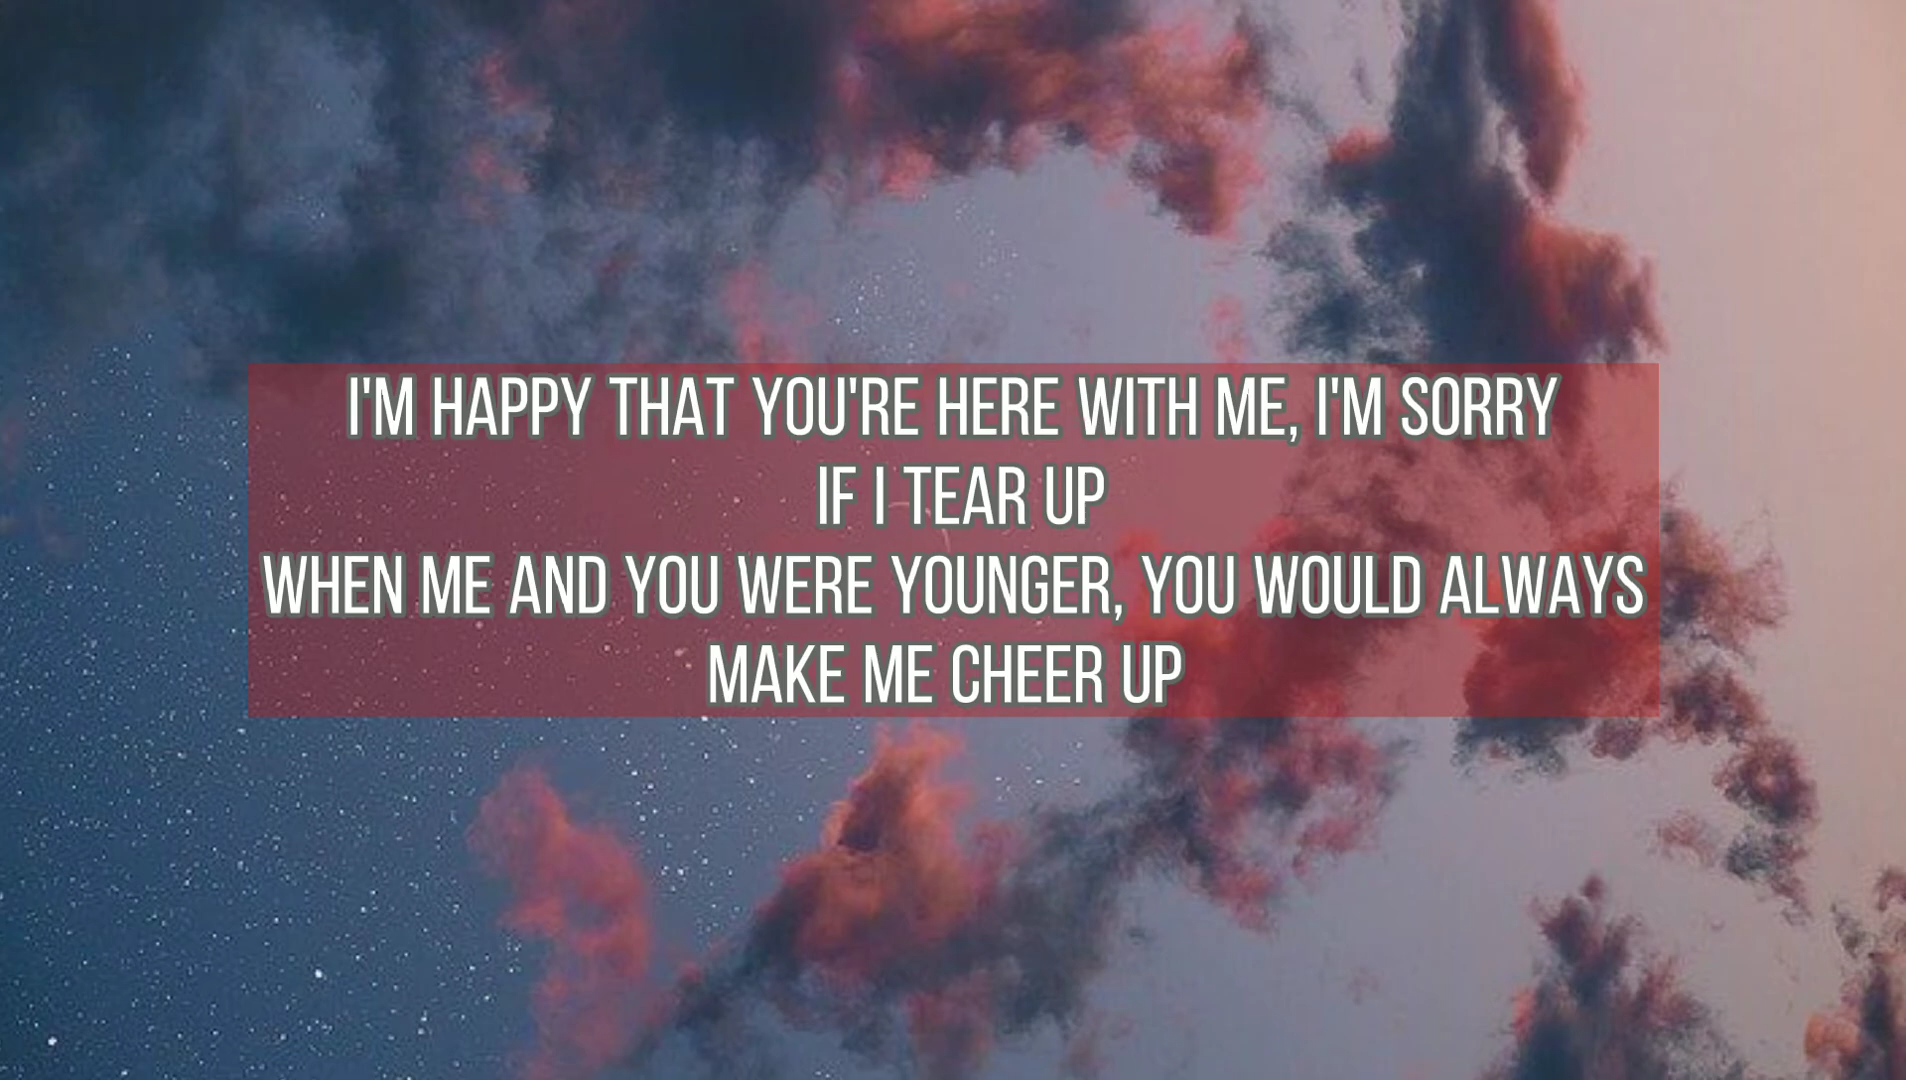 I'M HAPPY THAT YOU'RE HERE WITH ME, I'M SORRY
IF I TEAR UP
WHEN ME AND YOU WERE YOUNGER, YOU WOULD ALWAYS
MAKE ME CHEER UP